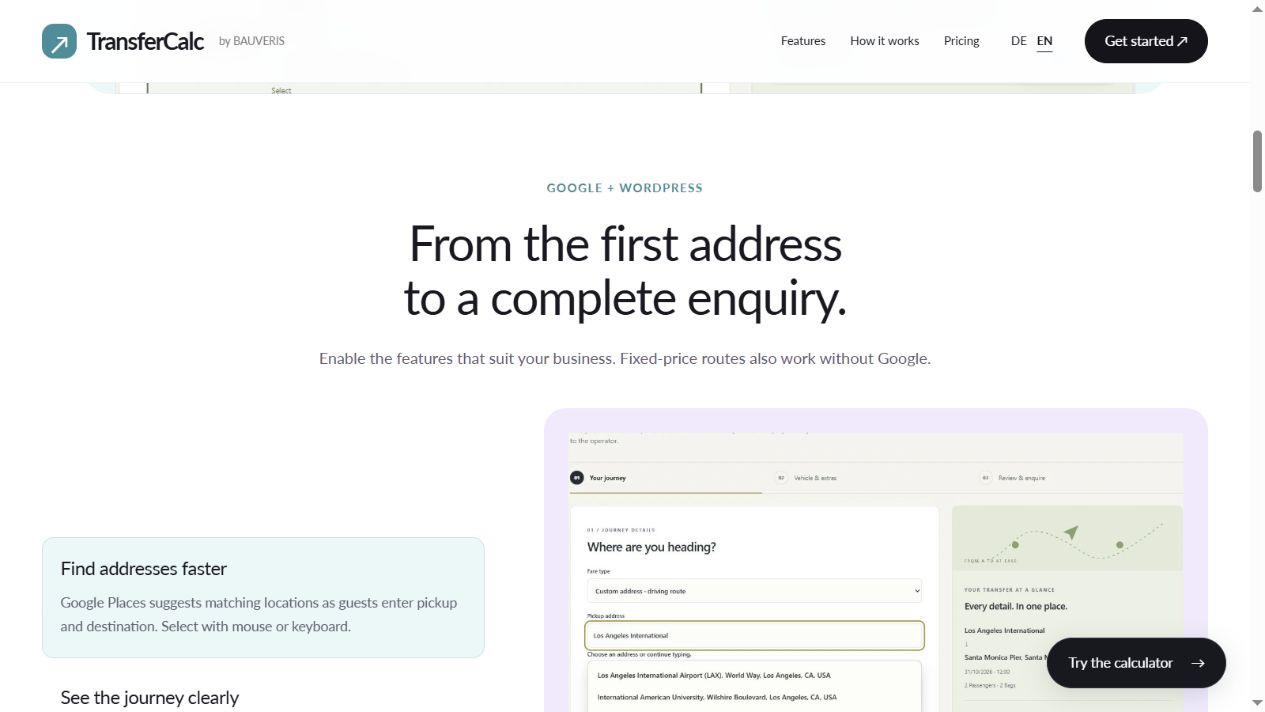 TransferCalc by BAUVERIS
Features How it works Pricing DE EN Get started ↗
Select
GOOGLE + WORDPRESS
From the first address
to a complete enquiry.
Enable the features that suit your business. Fixed-price routes also work without Google.
Find addresses faster
Google Places suggests matching locations as guests enter pickup
and destination. Select with mouse or keyboard.
See the journey clearly
to the operator.
01 Your journey 02 Vehicle & extras 03 Review & enquire
01 / JOURNEY DETAILS
Where are you heading?
Fare type
Custom address - driving route
Pickup address
Los Angeles International
Choose an address or continue typing.
Los Angeles International Airport (LAX), World Way, Los Angeles, CA, USA
International American University, Wilshire Boulevard, Los Angeles, CA, USA
FROM A TO AT EASE
YOUR TRANSFER AT A GLANCE
Every detail. In one place.
Los Angeles International
↓
Santa Monica Pier, Santa
31/10/2026 · 12:00
2 Passengers · 2 Bags
Try the calculator →